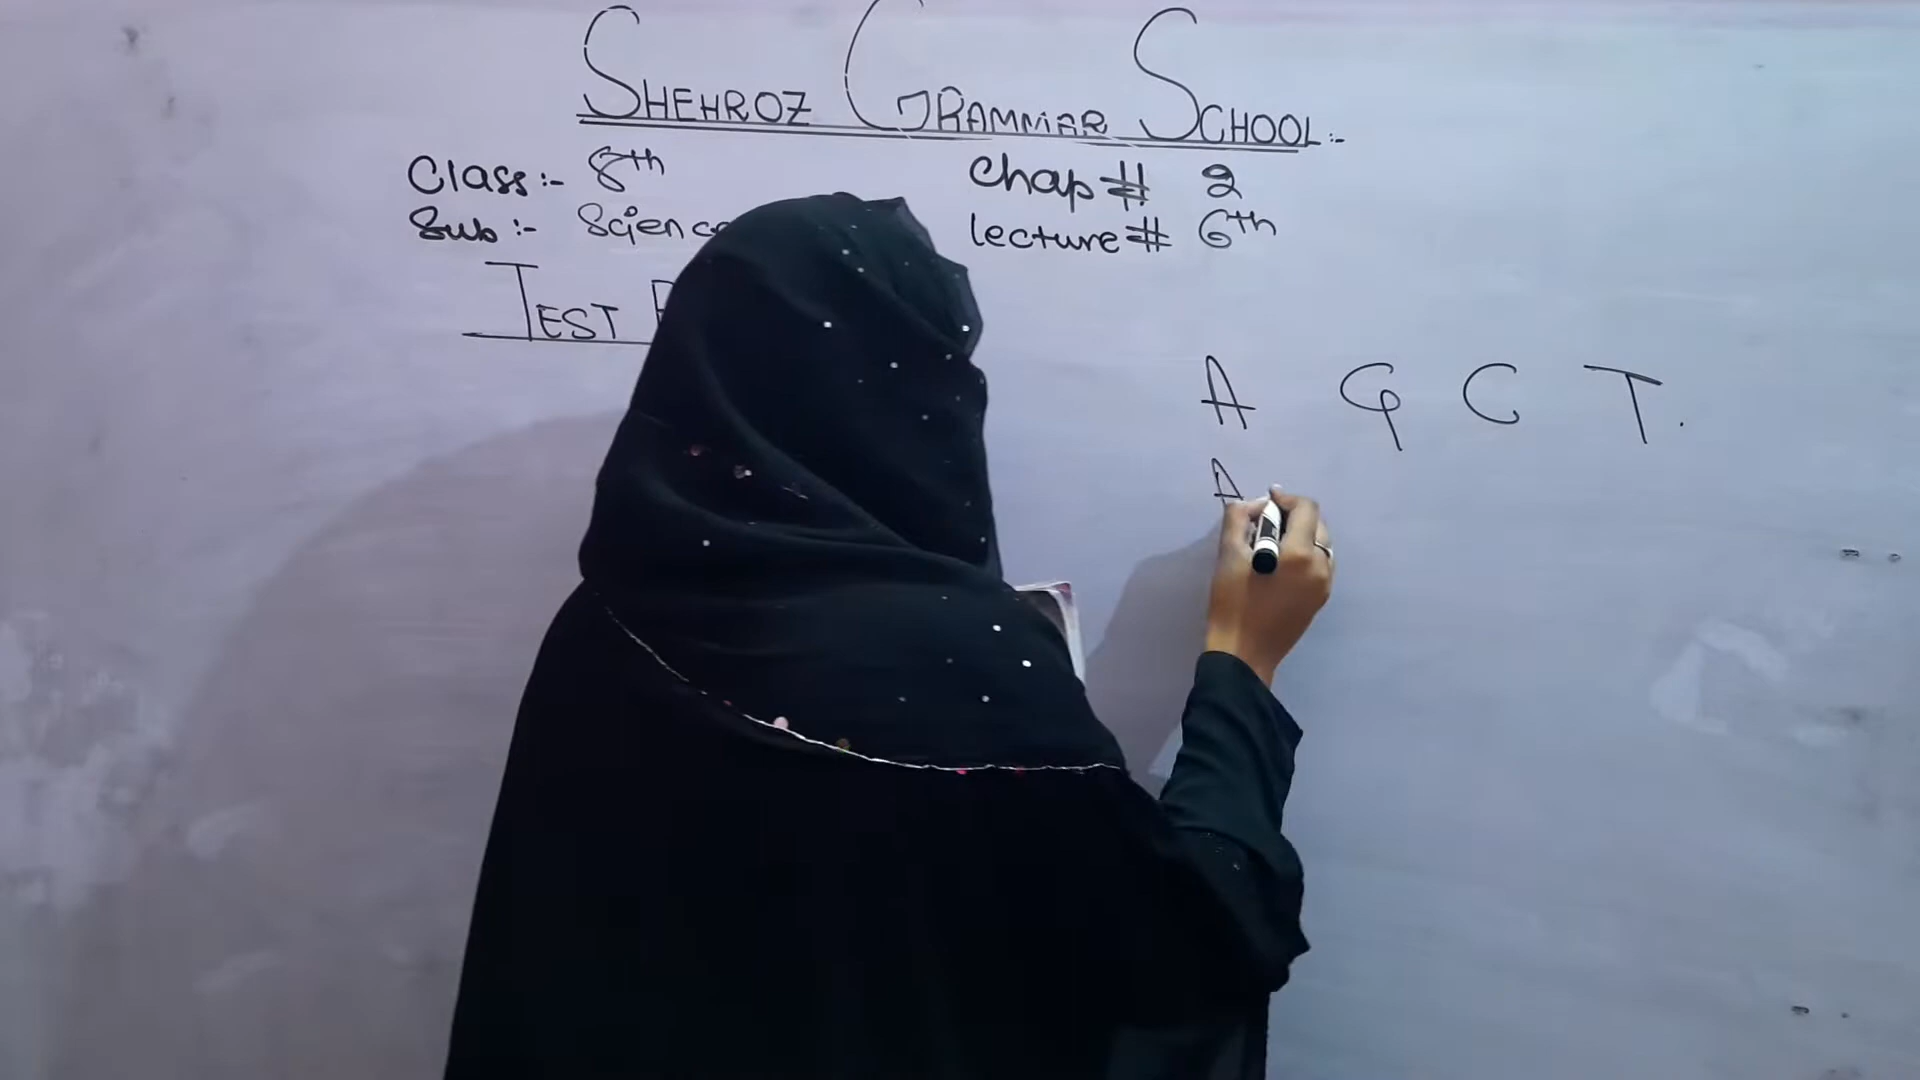 SHEHROZ GRAMMAR SCHOOL:-
Class:- 8th Chap # 2
Sub:- Science lecture # 6th
TEST
A G C T.
A